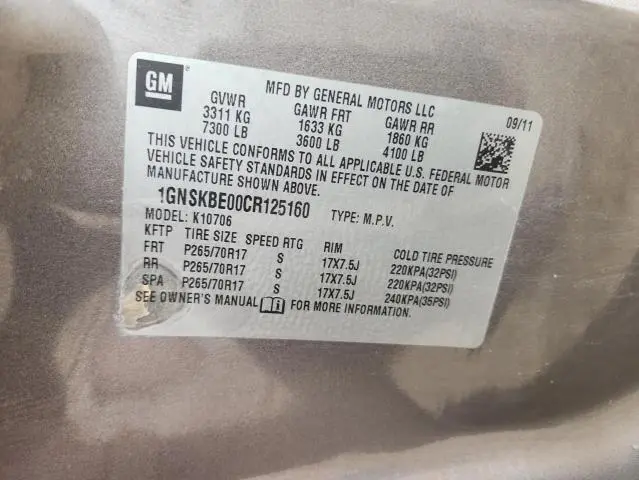 GM
MFD BY GENERAL MOTORS LLC
09/11
GVWR GAWR FRT GAWR RR
3311 KG 1633 KG 1860 KG
7300 LB 3600 LB 4100 LB
THIS VEHICLE CONFORMS TO ALL APPLICABLE U.S. FEDERAL MOTOR
VEHICLE SAFETY STANDARDS IN EFFECT ON THE DATE OF
MANUFACTURE SHOWN ABOVE.
1GNSKBE00CR125160 TYPE: M.P.V.
MODEL: K10706
KFTP TIRE SIZE SPEED RTG RIM COLD TIRE PRESSURE
FRT P265/70R17 S 17X7.5J 220KPA(32PSI)
RR P265/70R17 S 17X7.5J 220KPA(32PSI)
SPA P265/70R17 S 17X7.5J 240KPA(35PSI)
SEE OWNER'S MANUAL i FOR MORE INFORMATION.